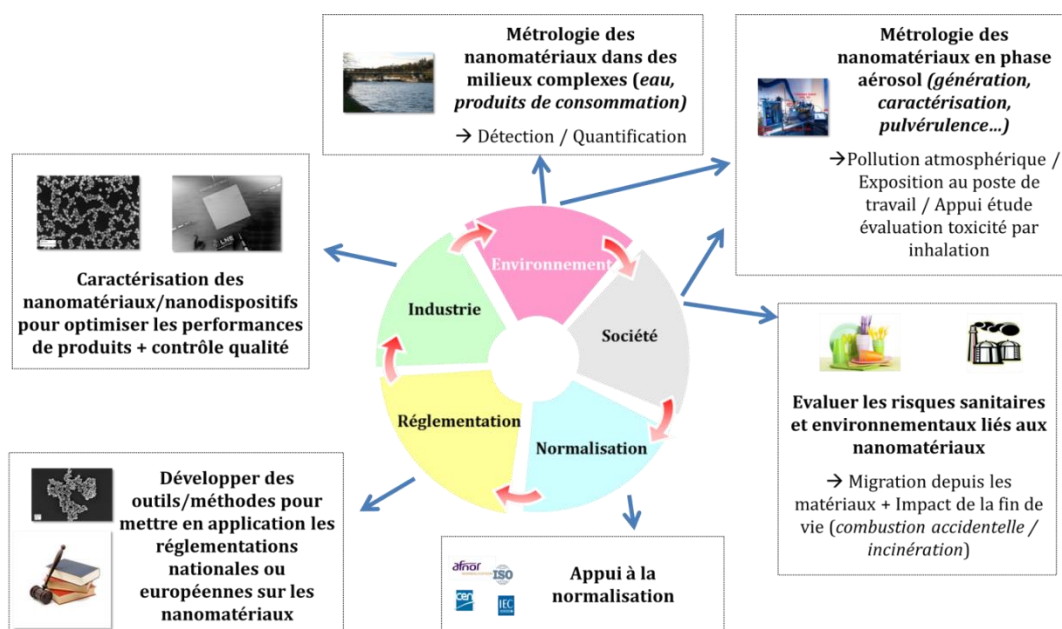 Métrologie des
nanomatériaux dans des
milieux complexes (eau,
produits de consommation)
→ Détection / Quantification
Métrologie des
nanomatériaux en phase
aérosol (génération,
caractérisation,
pulvérulence…)
→Pollution atmosphérique /
Exposition au poste de
travail / Appui étude
évaluation toxicité par
inhalation
LNE
Caractérisation des
nanomatériaux/nanodispositifs
pour optimiser les performances
de produits + contrôle qualité
Environnement
Industrie
Société
Réglementation
Normalisation
Evaluer les risques sanitaires
et environnementaux liés aux
nanomatériaux
→ Migration depuis les
matériaux + Impact de la fin de
vie (combustion accidentelle /
incinération)
Développer des
outils/méthodes pour
mettre en application les
réglementations
nationales ou
européennes sur les
nanomatériaux
afnor
ISO
cen
IEC
Appui à la
normalisation